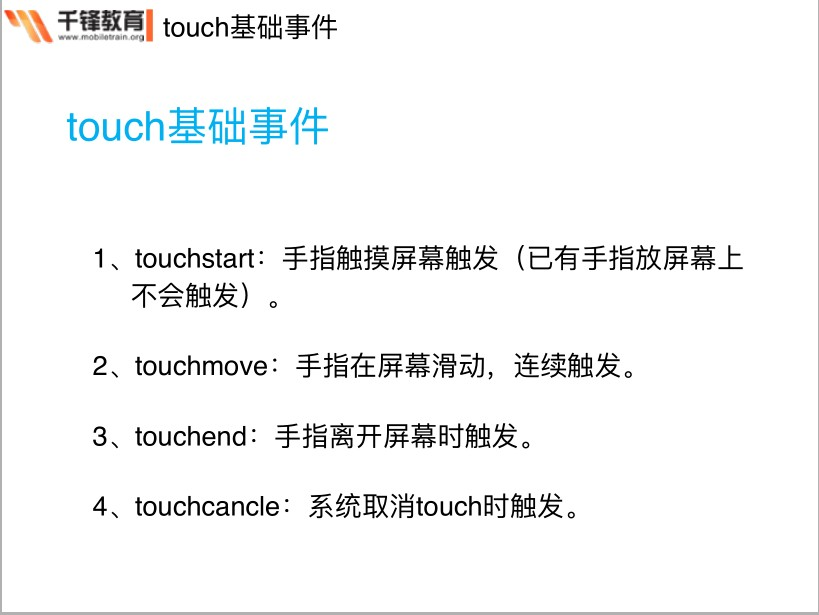 千锋教育
www.mobiletrain.org
touch基础事件
touch基础事件
1、touchstart：手指触摸屏幕触发（已有手指放屏幕上
不会触发）。
2、touchmove：手指在屏幕滑动，连续触发。
3、touchend：手指离开屏幕时触发。
4、touchcancle：系统取消touch时触发。